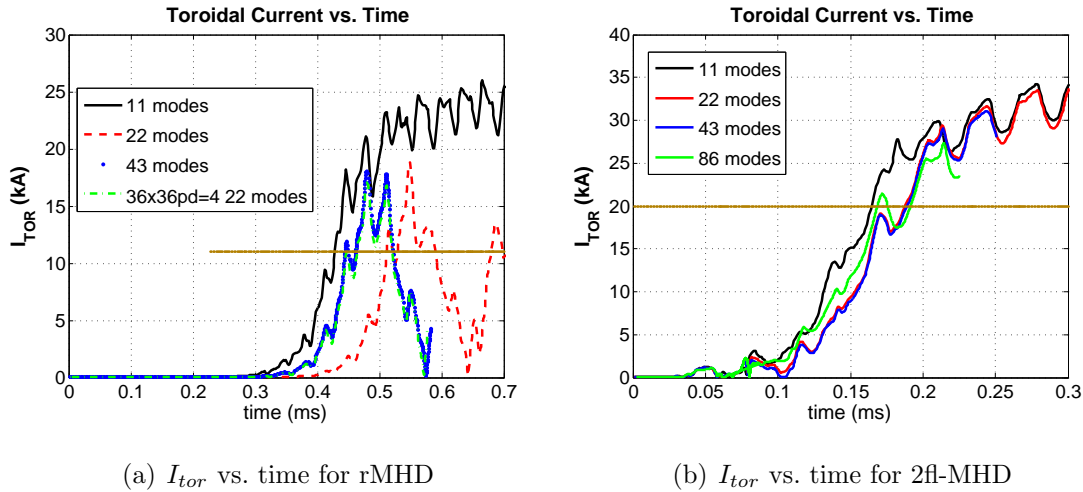 Toroidal Current vs. Time
30
25
20
15
10
5
0
I_TOR (kA)
11 modes
22 modes
43 modes
36x36pd=4 22 modes
0 0.1 0.2 0.3 0.4 0.5 0.6 0.7
time (ms)
(a) I_tor vs. time for rMHD
Toroidal Current vs. Time
40
35
30
25
20
15
10
5
0
I_TOR (kA)
11 modes
22 modes
43 modes
86 modes
0 0.05 0.1 0.15 0.2 0.25 0.3
time (ms)
(b) I_tor vs. time for 2fl-MHD